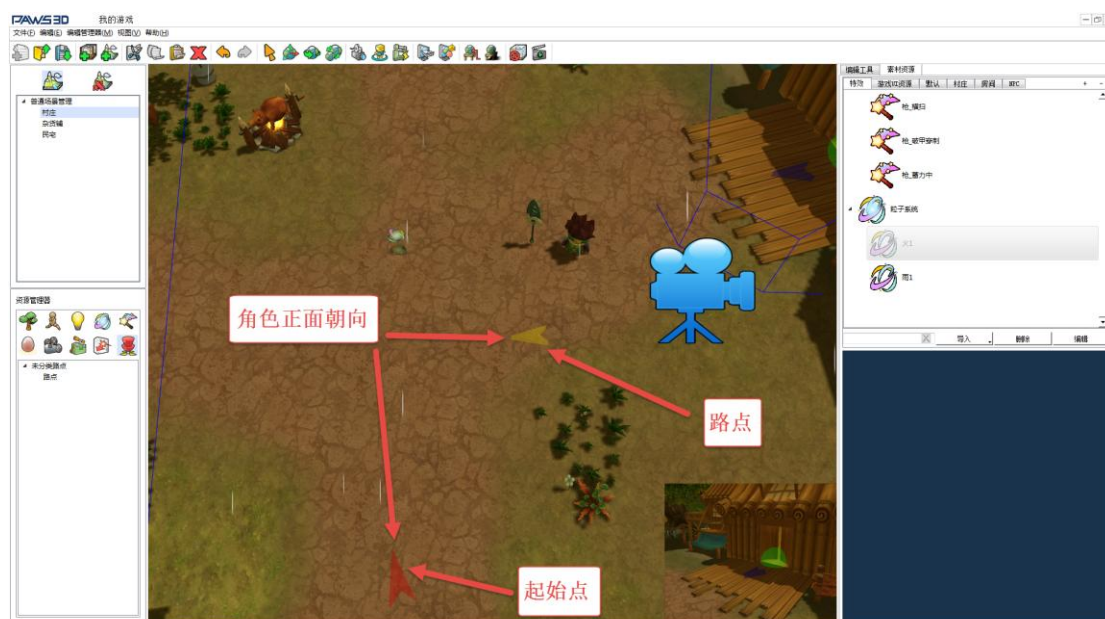 PAWS3D 我的游戏
文件(F) 编辑(E) 编辑管理器(M) 视图(V) 帮助(H)
普通场景管理
村庄
杂货铺
民宅
资源管理器
未分类路点
路点
角色正面朝向
路点
起始点
编辑工具 素材资源
特效 游戏UI资源 默认 村庄 房间 NPC
枪_横扫
枪_破甲穿刺
枪_蓄力中
粒子系统
火1
雨1
导入 删除 编辑